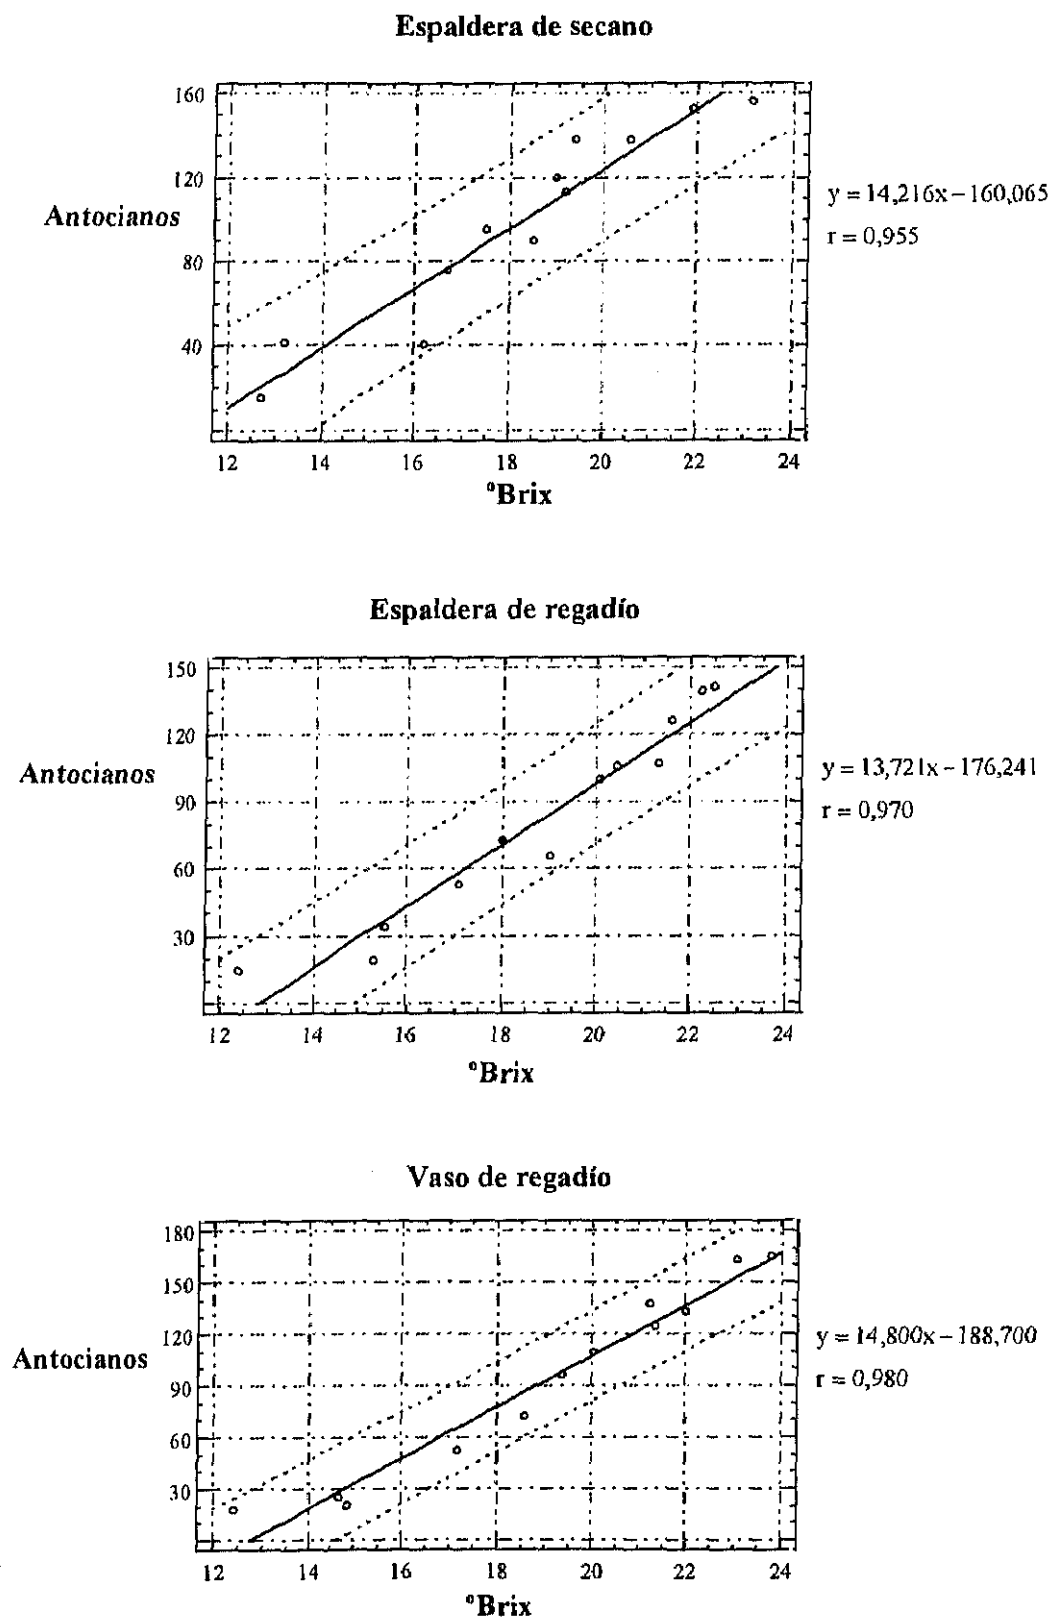 Espaldera de secano
160
120
Antocianos
80
40
y = 14,216x – 160,065
r = 0,955
12 14 16 18 20 22 24
°Brix
Espaldera de regadío
150
120
Antocianos
90
60
30
y = 13,721x – 176,241
r = 0,970
12 14 16 18 20 22 24
°Brix
Vaso de regadío
180
150
120
Antocianos
90
60
30
y = 14,800x – 188,700
r = 0,980
12 14 16 18 20 22 24
°Brix